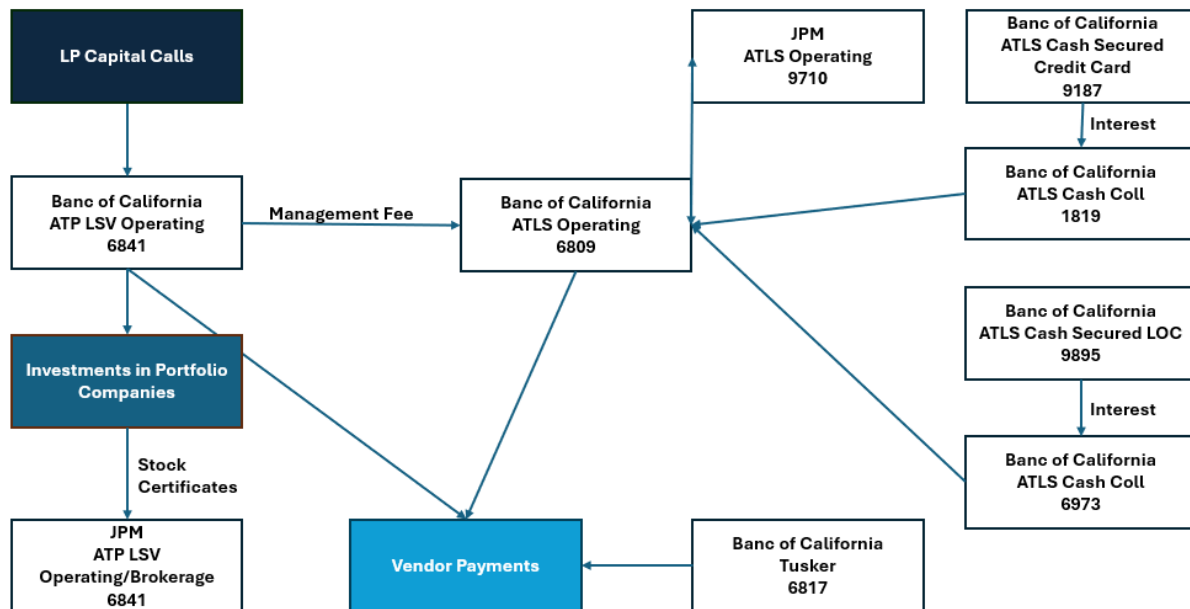 LP Capital Calls
JPM
ATLS Operating
9710
Banc of California
ATLS Cash Secured
Credit Card
9187
Interest
Banc of California
ATP LSV Operating
6841
Management Fee
Banc of California
ATLS Operating
6809
Banc of California
ATLS Cash Coll
1819
Banc of California
ATLS Cash Secured LOC
9895
Investments in Portfolio
Companies
Interest
Stock
Certificates
Banc of California
ATLS Cash Coll
6973
JPM
ATP LSV
Operating/Brokerage
6841
Vendor Payments
Banc of California
Tusker
6817